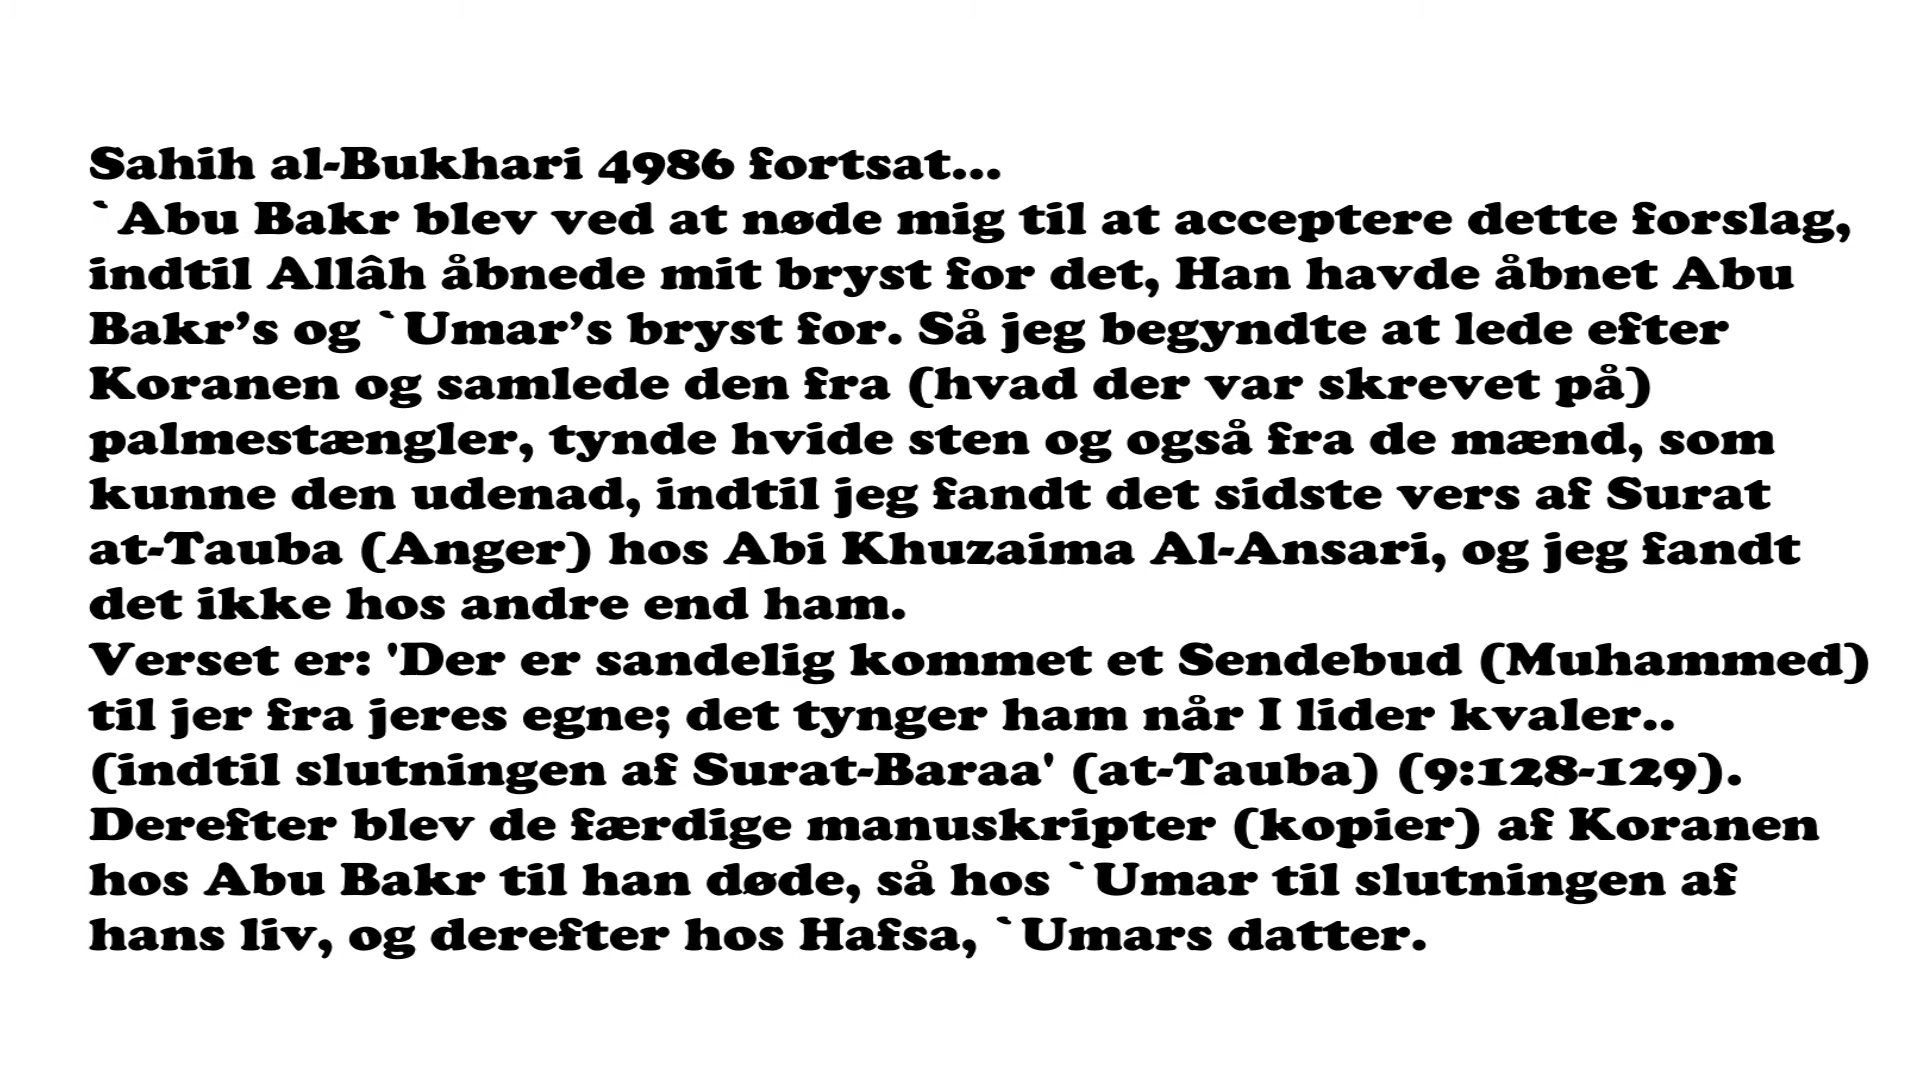 Sahih al-Bukhari 4986 fortsat...
`Abu Bakr blev ved at nøde mig til at acceptere dette forslag,
indtil Allâh åbnede mit bryst for det, Han havde åbnet Abu
Bakr’s og `Umar’s bryst for. Så jeg begyndte at lede efter
Koranen og samlede den fra (hvad der var skrevet på)
palmestængler, tynde hvide sten og også fra de mænd, som
kunne den udenad, indtil jeg fandt det sidste vers af Surat
at-Tauba (Anger) hos Abi Khuzaima Al-Ansari, og jeg fandt
det ikke hos andre end ham.
Verset er: 'Der er sandelig kommet et Sendebud (Muhammed)
til jer fra jeres egne; det tynger ham når I lider kvaler..
(indtil slutningen af Surat-Baraa' (at-Tauba) (9:128-129).
Derefter blev de færdige manuskripter (kopier) af Koranen
hos Abu Bakr til han døde, så hos `Umar til slutningen af
hans liv, og derefter hos Hafsa, `Umars datter.